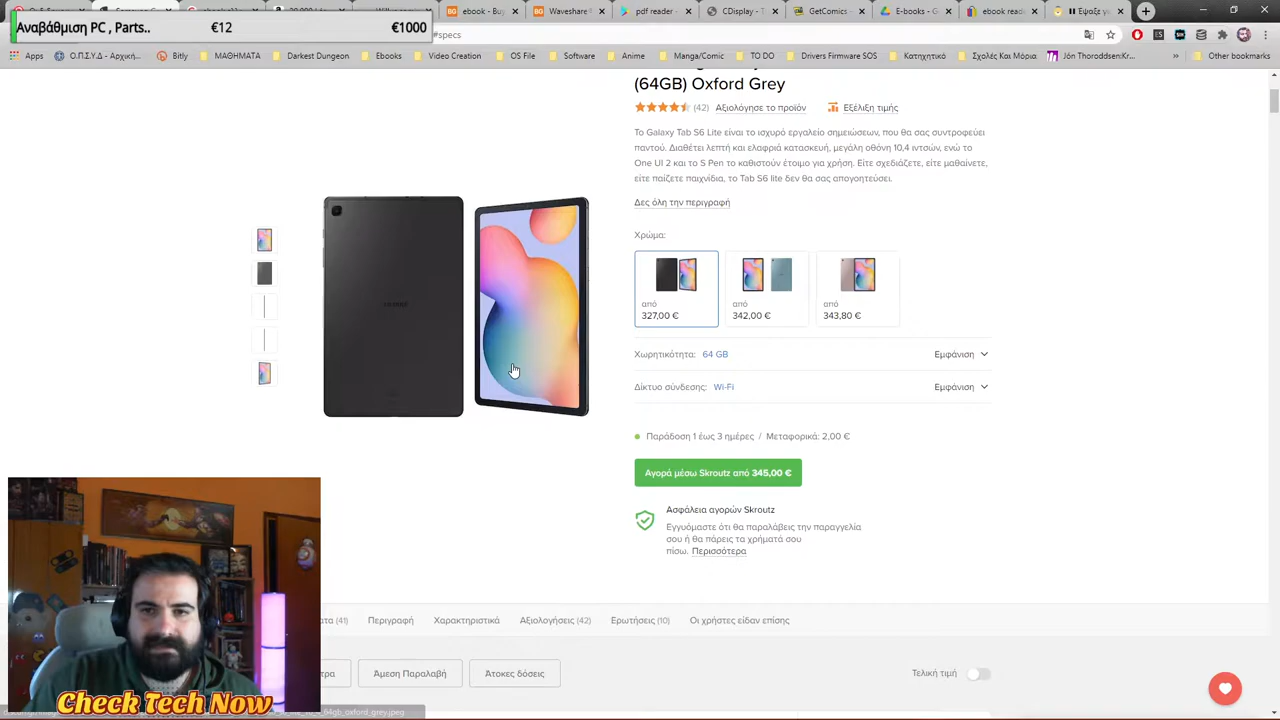 Αναβάθμιση PC , Parts.. €12 €1000
BG ebook -
BG Waveshare
pdf reader -
CDisplay -
GetComics
E-books - G
ebooks free
#specs
Apps
Ο.Π.ΣΥ.Δ - Αρχική...
Bitly
ΜΑΘΗΜΑΤΑ
Darkest Dungeon
Ebooks
Video Creation
OS File
Software
Anime
Manga/Comic
TO DO
Drivers Firmwares SOS
Κατηχητικό
Σχολές Και Μόρια
Jón Thoroddsen:Kr...
»
Other bookmarks
(64GB) Oxford Grey
(42) Αξιολόγησε το προϊόν Εξέλιξη τιμής
Το Galaxy Tab S6 Lite είναι το ισχυρό εργαλείο σημειώσεων, που θα σας συντροφεύει
παντού. Διαθέτει λεπτή και ελαφριά κατασκευή, μεγάλη οθόνη 10,4 ιντσών, ενώ το
One UI 2 και το S Pen το καθιστούν έτοιμο για χρήση. Είτε σχεδιάζετε, είτε μαθαίνετε,
είτε παίζετε παιχνίδια, το Tab S6 lite δεν θα σας απογοητεύσει.
Δες όλη την περιγραφή
Χρώμα:
από από από
327,00 € 342,00 € 343,80 €
Χωρητικότητα: 64 GB Εμφάνιση
Δίκτυο σύνδεσης: Wi-Fi Εμφάνιση
Παράδοση 1 έως 3 ημέρες / Μεταφορικά: 2,00 €
Αγορά μέσω Skroutz από 345,00 €
Ασφάλεια αγορών Skroutz
Εγγυόμαστε ότι θα παραλάβεις την παραγγελία
σου ή θα πάρεις τα χρήματά σου
πίσω. Περισσότερα
(41) Περιγραφή Χαρακτηριστικά Αξιολογήσεις (42) Ερωτήσεις (10) Οι χρήστες είδαν επίσης
Άμεση Παραλαβή Άτοκες δόσεις Τελική τιμή
Check Tech Now